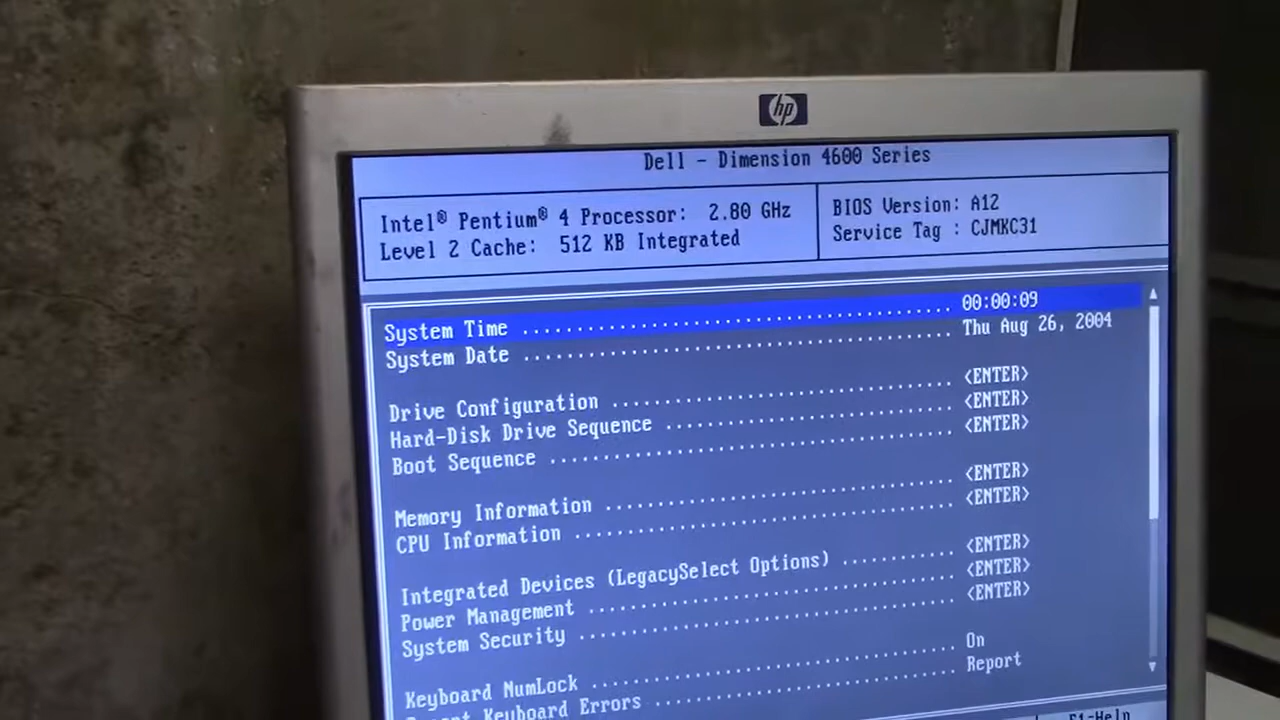 hp
Dell - Dimension 4600 Series
Intel® Pentium® 4 Processor: 2.80 GHz
Level 2 Cache: 512 KB Integrated
BIOS Version: A12
Service Tag : CJMKC31
System Time ........................................ 00:00:09
System Date ........................................ Thu Aug 26, 2004
Drive Configuration ................................ <ENTER>
Hard-Disk Drive Sequence ........................... <ENTER>
Boot Sequence ...................................... <ENTER>
Memory Information ................................. <ENTER>
CPU Information .................................... <ENTER>
Integrated Devices (LegacySelect Options) .......... <ENTER>
Power Management ................................... <ENTER>
System Security .................................... <ENTER>
Keyboard NumLock ................................... On
Keyboard Errors ............................. Report
F1-Help